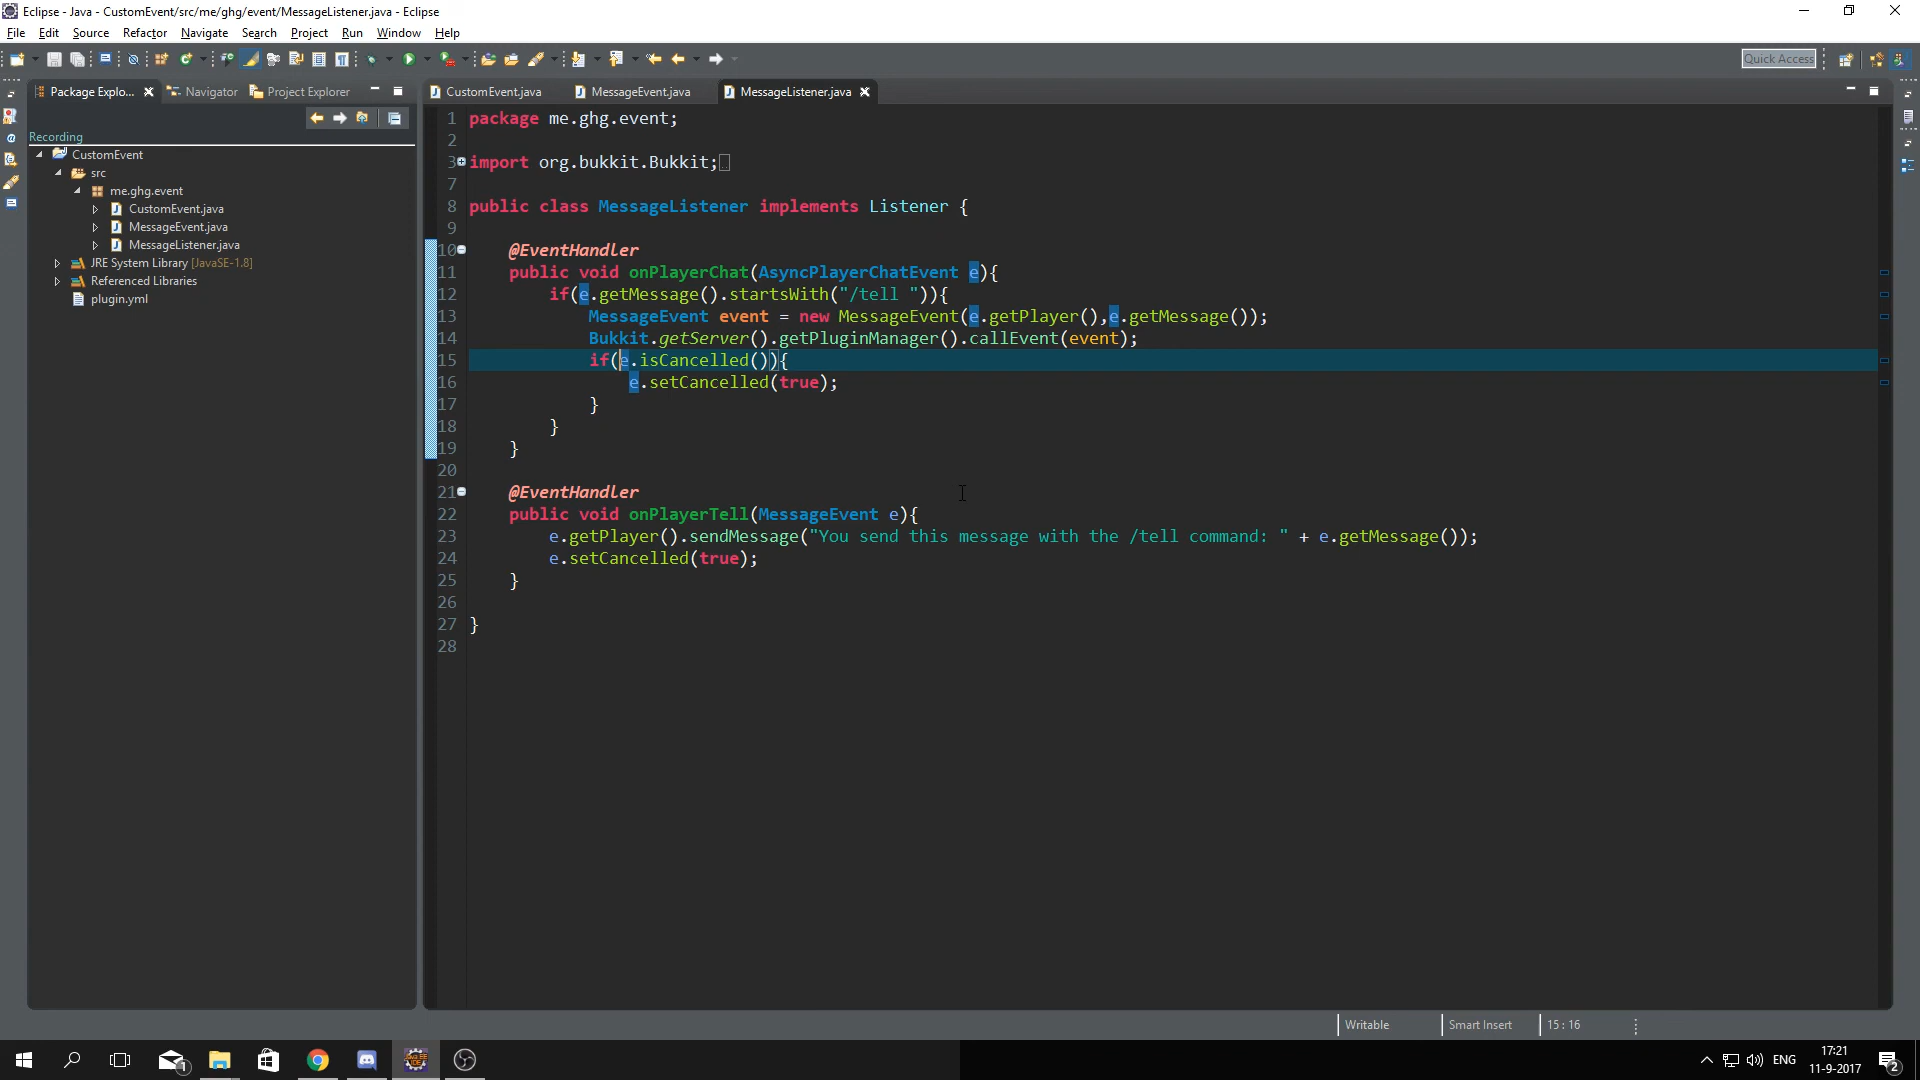 Eclipse - Java - CustomEvent/src/me/ghg/event/MessageListener.java - Eclipse
File Edit Source Refactor Navigate Search Project Run Window Help
Quick Access
Package Explo... Navigator Project Explorer
CustomEvent.java MessageEvent.java MessageListener.java
Recording
CustomEvent
src
me.ghg.event
CustomEvent.java
MessageEvent.java
MessageListener.java
JRE System Library [JavaSE-1.8]
Referenced Libraries
plugin.yml
1 package me.ghg.event;
2
3 import org.bukkit.Bukkit;
7
8 public class MessageListener implements Listener {
9
10 @EventHandler
11 public void onPlayerChat(AsyncPlayerChatEvent e){
12 if(e.getMessage().startsWith("/tell ")){
13 MessageEvent event = new MessageEvent(e.getPlayer(),e.getMessage());
14 Bukkit.getServer().getPluginManager().callEvent(event);
15 if(e.isCancelled()){
16 e.setCancelled(true);
17 }
18 }
19 }
20
21 @EventHandler
22 public void onPlayerTell(MessageEvent e){
23 e.getPlayer().sendMessage("You send this message with the /tell command: " + e.getMessage());
24 e.setCancelled(true);
25 }
26
27 }
28
Writable Smart Insert 15 : 16
1
ENG
17:21
11-9-2017
2